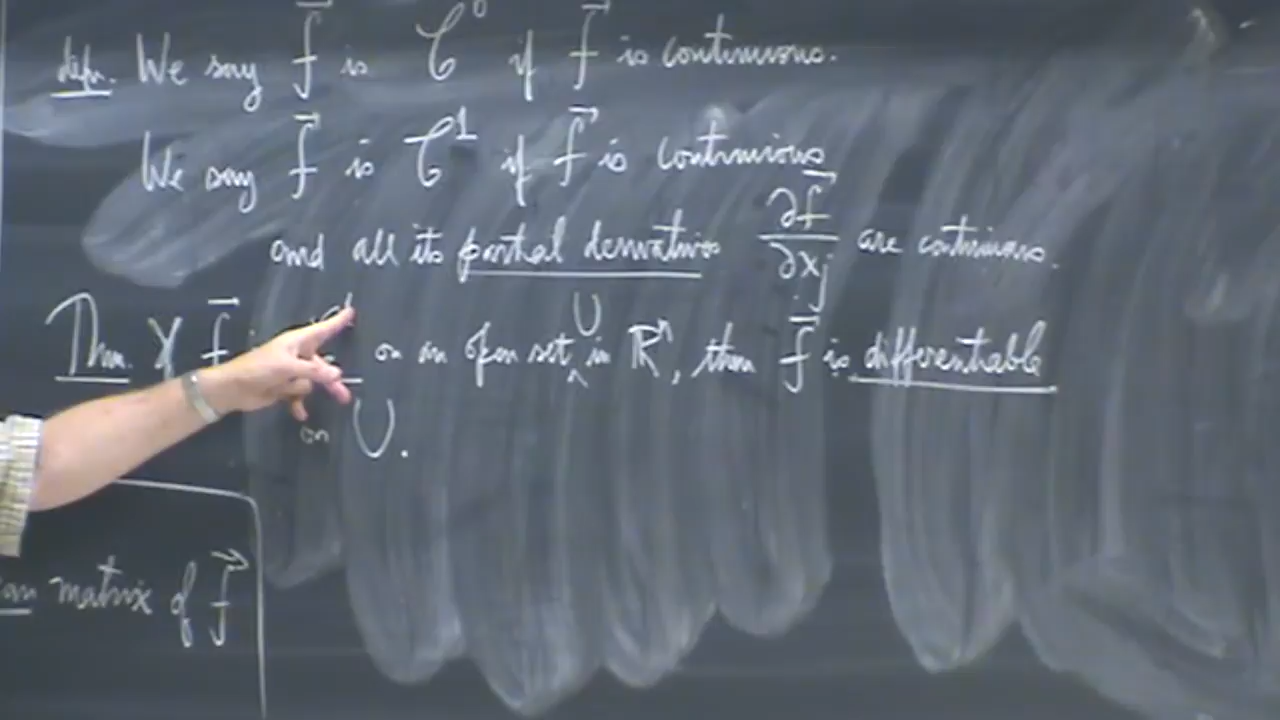 defn. We say f⃗ is C⁰ if f⃗ is continuous.
We say f⃗ is C¹ if f⃗ is continuous
and all its partial derivatives ∂f⃗/∂xⱼ are continuous.
Thm. If f⃗ on an open set U in ℝⁿ, then f⃗ is differentiable
on U.
matrix of f⃗